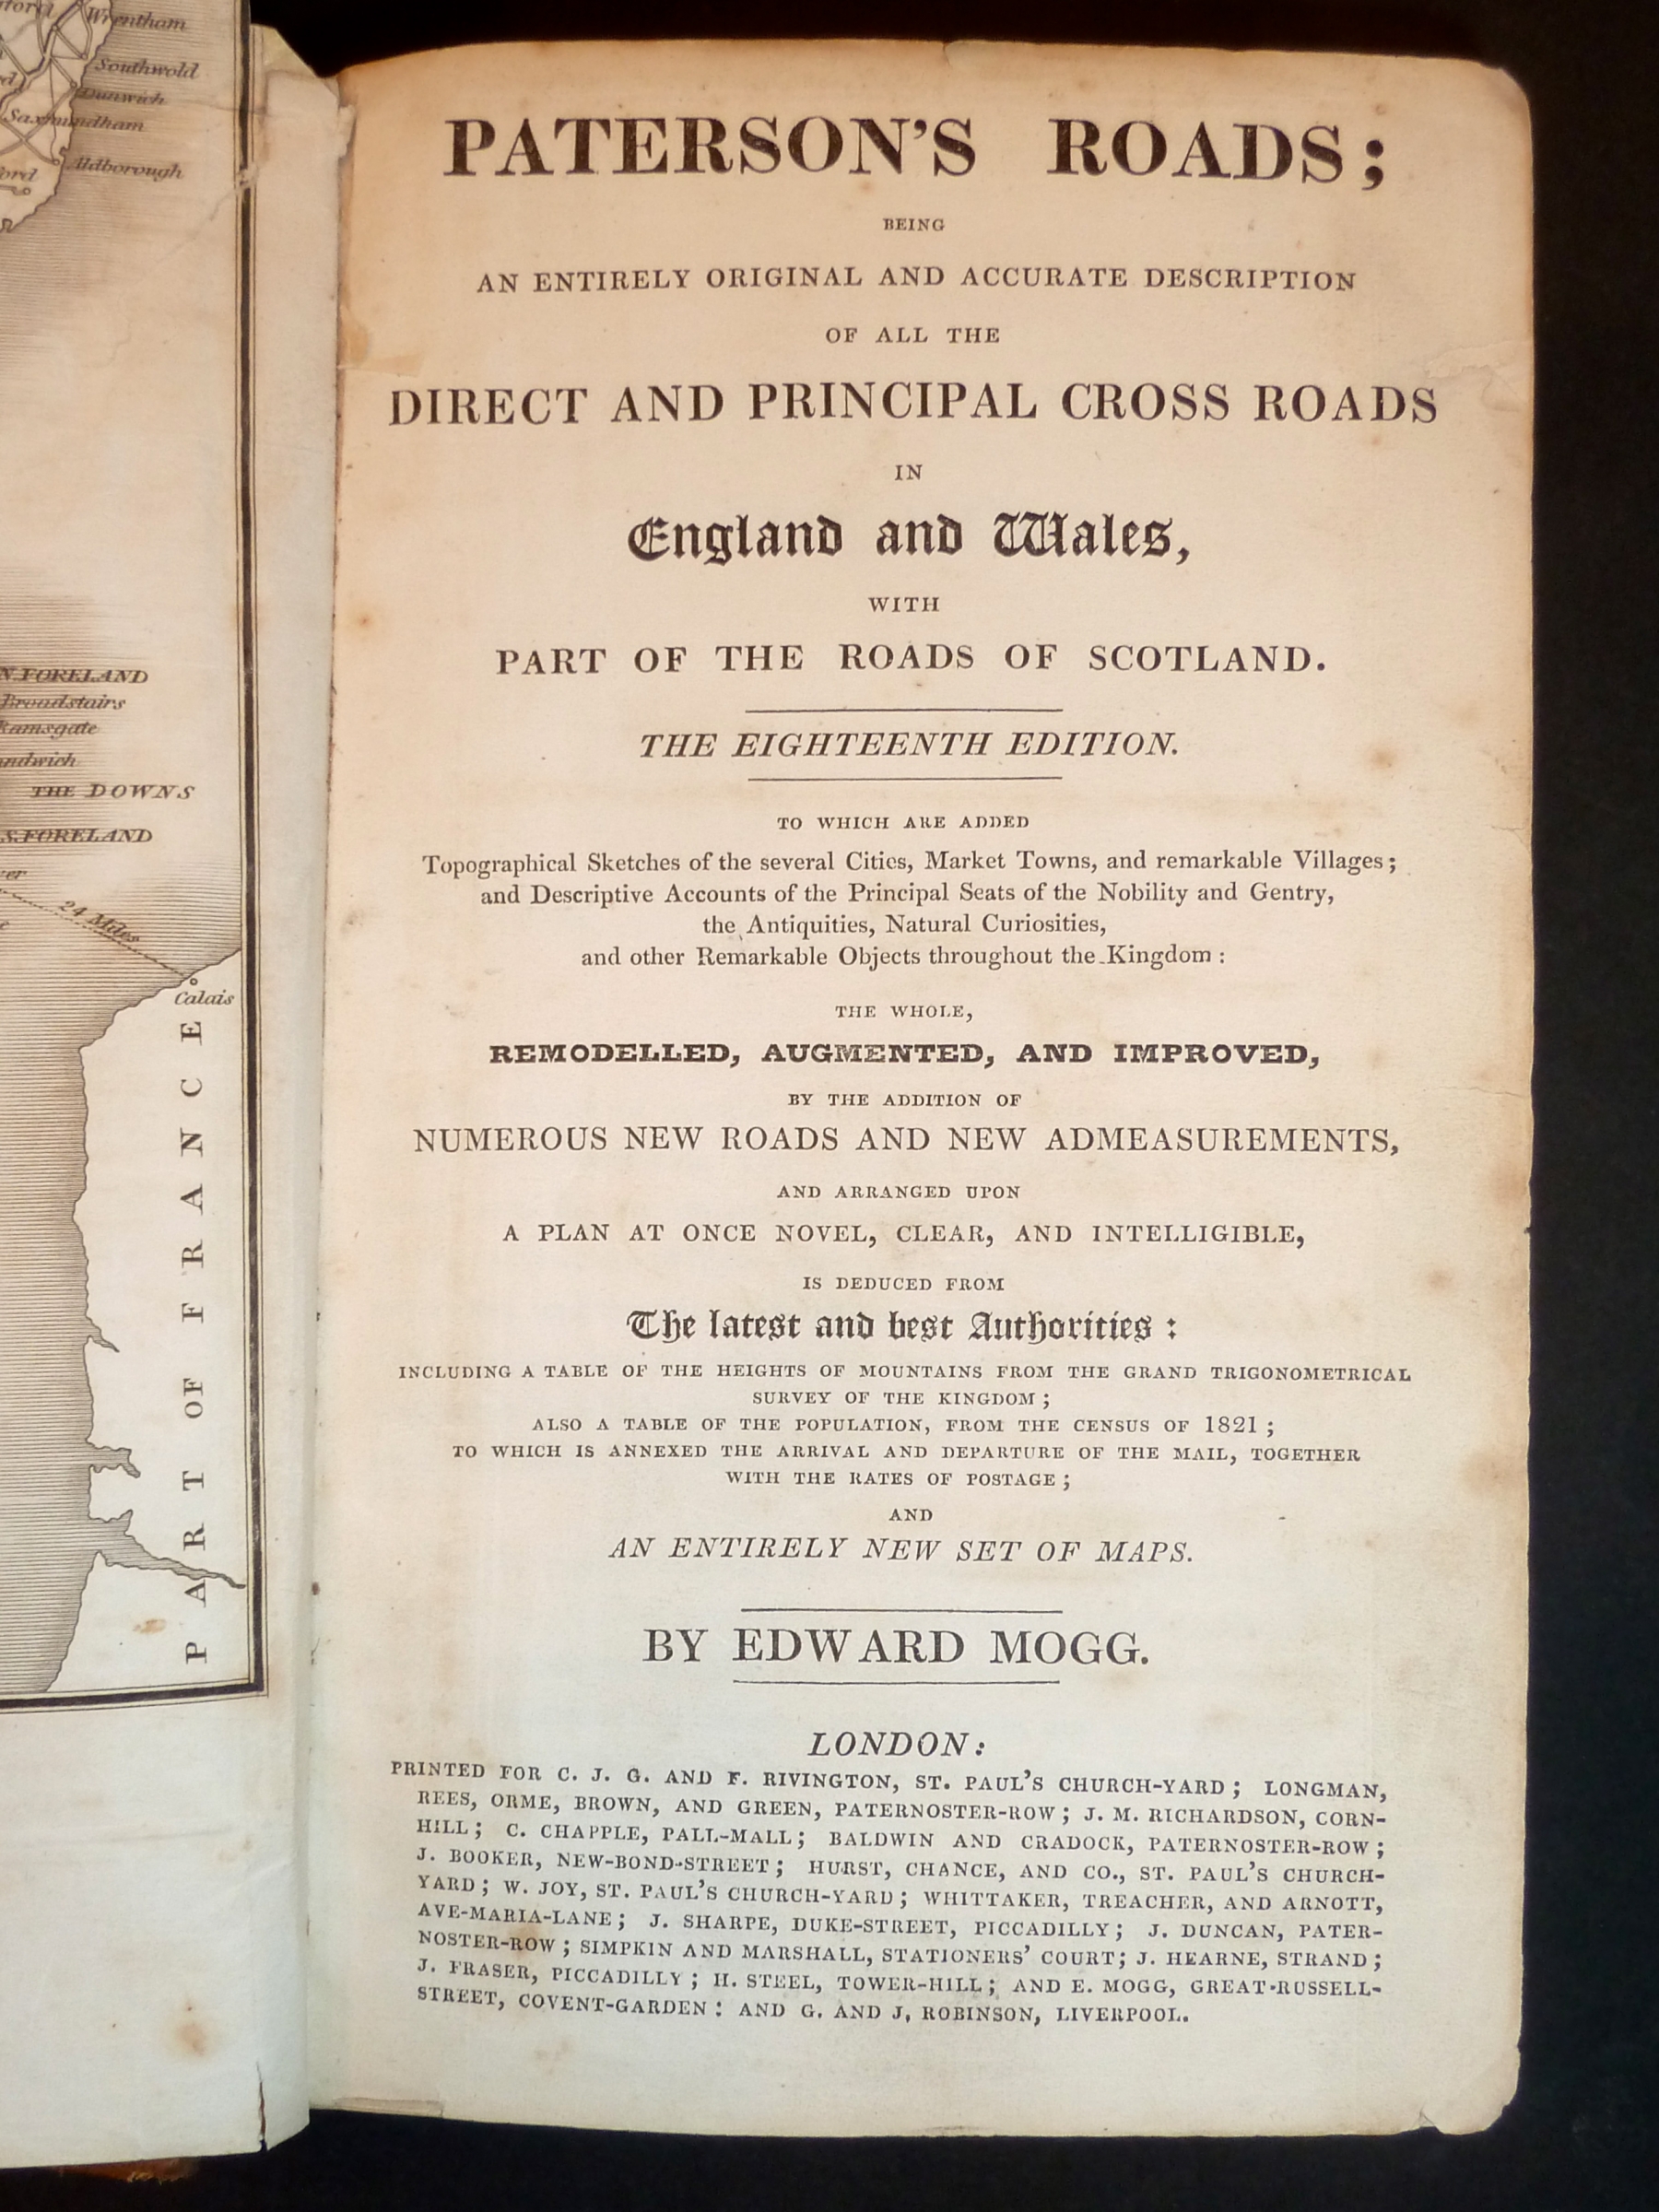 Wrentham
Southwold
Dunwich
Saxmundham
Aldborough
N. FORELAND
Broadstairs
Ramsgate
THE DOWNS
S. FORELAND
24 Miles
Calais
PART OF FRANCE
PATERSON'S ROADS;
BEING
AN ENTIRELY ORIGINAL AND ACCURATE DESCRIPTION
OF ALL THE
DIRECT AND PRINCIPAL CROSS ROADS
IN
England and Wales,
WITH
PART OF THE ROADS OF SCOTLAND.
THE EIGHTEENTH EDITION.
TO WHICH ARE ADDED
Topographical Sketches of the several Cities, Market Towns, and remarkable Villages;
and Descriptive Accounts of the Principal Seats of the Nobility and Gentry,
the Antiquities, Natural Curiosities,
and other Remarkable Objects throughout the Kingdom:
THE WHOLE,
REMODELLED, AUGMENTED, AND IMPROVED,
BY THE ADDITION OF
NUMEROUS NEW ROADS AND NEW ADMEASUREMENTS,
AND ARRANGED UPON
A PLAN AT ONCE NOVEL, CLEAR, AND INTELLIGIBLE,
IS DEDUCED FROM
The latest and best Authorities:
INCLUDING A TABLE OF THE HEIGHTS OF MOUNTAINS FROM THE GRAND TRIGONOMETRICAL
SURVEY OF THE KINGDOM;
ALSO A TABLE OF THE POPULATION, FROM THE CENSUS OF 1821;
TO WHICH IS ANNEXED THE ARRIVAL AND DEPARTURE OF THE MAIL, TOGETHER
WITH THE RATES OF POSTAGE;
AND
AN ENTIRELY NEW SET OF MAPS.
BY EDWARD MOGG.
LONDON:
PRINTED FOR C. J. G. AND F. RIVINGTON, ST. PAUL'S CHURCH-YARD; LONGMAN,
REES, ORME, BROWN, AND GREEN, PATERNOSTER-ROW; J. M. RICHARDSON, CORN-
HILL; C. CHAPPLE, PALL-MALL; BALDWIN AND CRADOCK, PATERNOSTER-ROW;
J. BOOKER, NEW-BOND-STREET; HURST, CHANCE, AND CO., ST. PAUL'S CHURCH-
YARD; W. JOY, ST. PAUL'S CHURCH-YARD; WHITTAKER, TREACHER, AND ARNOTT,
AVE-MARIA-LANE; J. SHARPE, DUKE-STREET, PICCADILLY; J. DUNCAN, PATER-
NOSTER-ROW; SIMPKIN AND MARSHALL, STATIONERS' COURT; J. HEARNE, STRAND;
J. FRASER, PICCADILLY; H. STEEL, TOWER-HILL; AND E. MOGG, GREAT-RUSSELL-
STREET, COVENT-GARDEN: AND G. AND J. ROBINSON, LIVERPOOL.